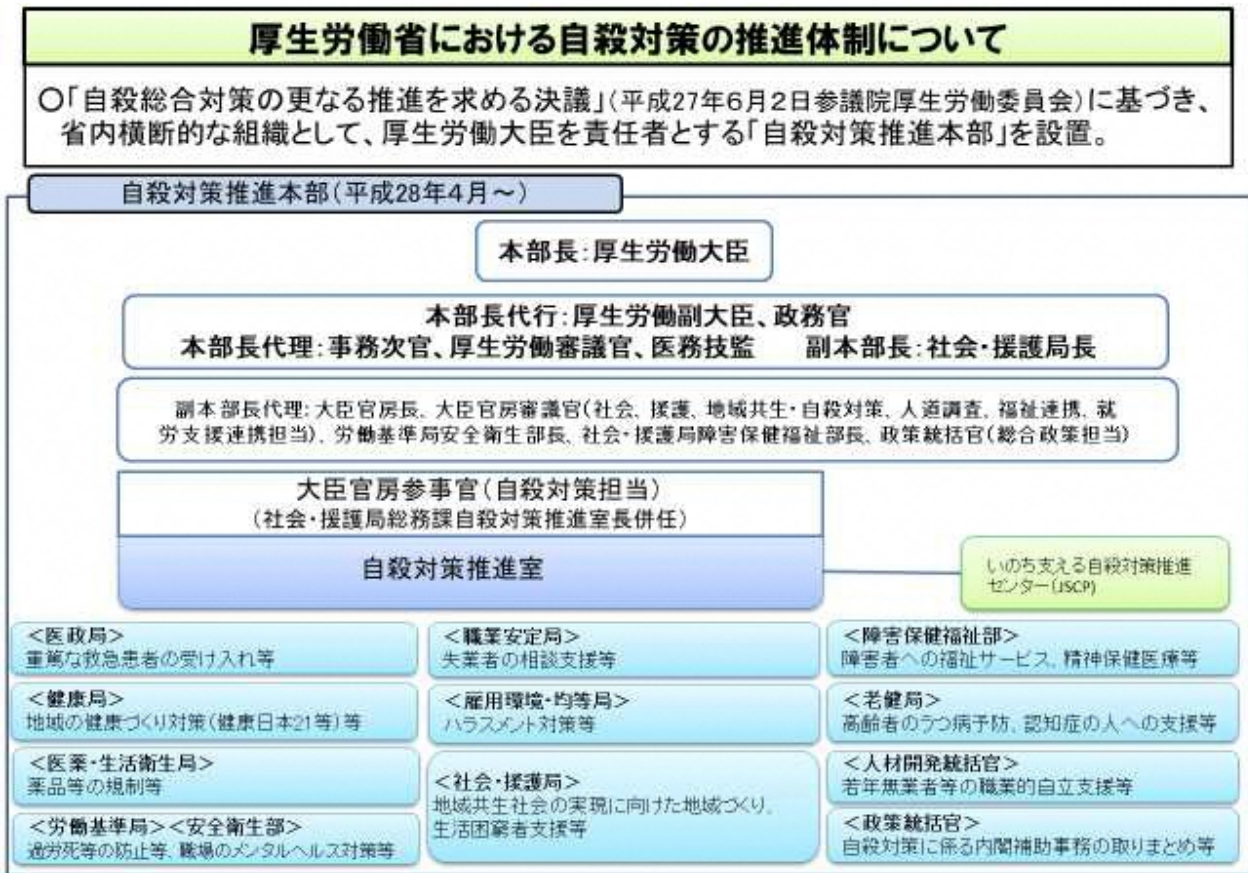 厚生労働省における自殺対策の推進体制について
○「自殺総合対策の更なる推進を求める決議」(平成27年6月2日参議院厚生労働委員会)に基づき、
省内横断的な組織として、厚生労働大臣を責任者とする「自殺対策推進本部」を設置。
自殺対策推進本部(平成28年4月～)
本部長:厚生労働大臣
本部長代行:厚生労働副大臣、政務官
本部長代理:事務次官、厚生労働審議官、医務技監　副本部長:社会・援護局長
副本部長代理:大臣官房長、大臣官房審議官(社会、援護、地域共生・自殺対策、人道調査、福祉連携、就
労支援連携担当)、労働基準局安全衛生部長、社会・援護局障害保健福祉部長、政策統括官(総合政策担当)
大臣官房参事官(自殺対策担当)
(社会・援護局総務課自殺対策推進室長併任)
自殺対策推進室
いのち支える自殺対策推進
センター(JSCP)
＜医政局＞
重篤な救急患者の受け入れ等
＜健康局＞
地域の健康づくり対策(健康日本21等)等
＜医薬・生活衛生局＞
薬品等の規制等
＜労働基準局＞＜安全衛生部＞
過労死等の防止等、職場のメンタルヘルス対策等
＜職業安定局＞
失業者の相談支援等
＜雇用環境・均等局＞
ハラスメント対策等
＜社会・援護局＞
地域共生社会の実現に向けた地域づくり、
生活困窮者支援等
＜障害保健福祉部＞
障害者への福祉サービス、精神保健医療等
＜老健局＞
高齢者のうつ病予防、認知症の人への支援等
＜人材開発統括官＞
若年無業者等の職業的自立支援等
＜政策統括官＞
自殺対策に係る内閣補助事務の取りまとめ等